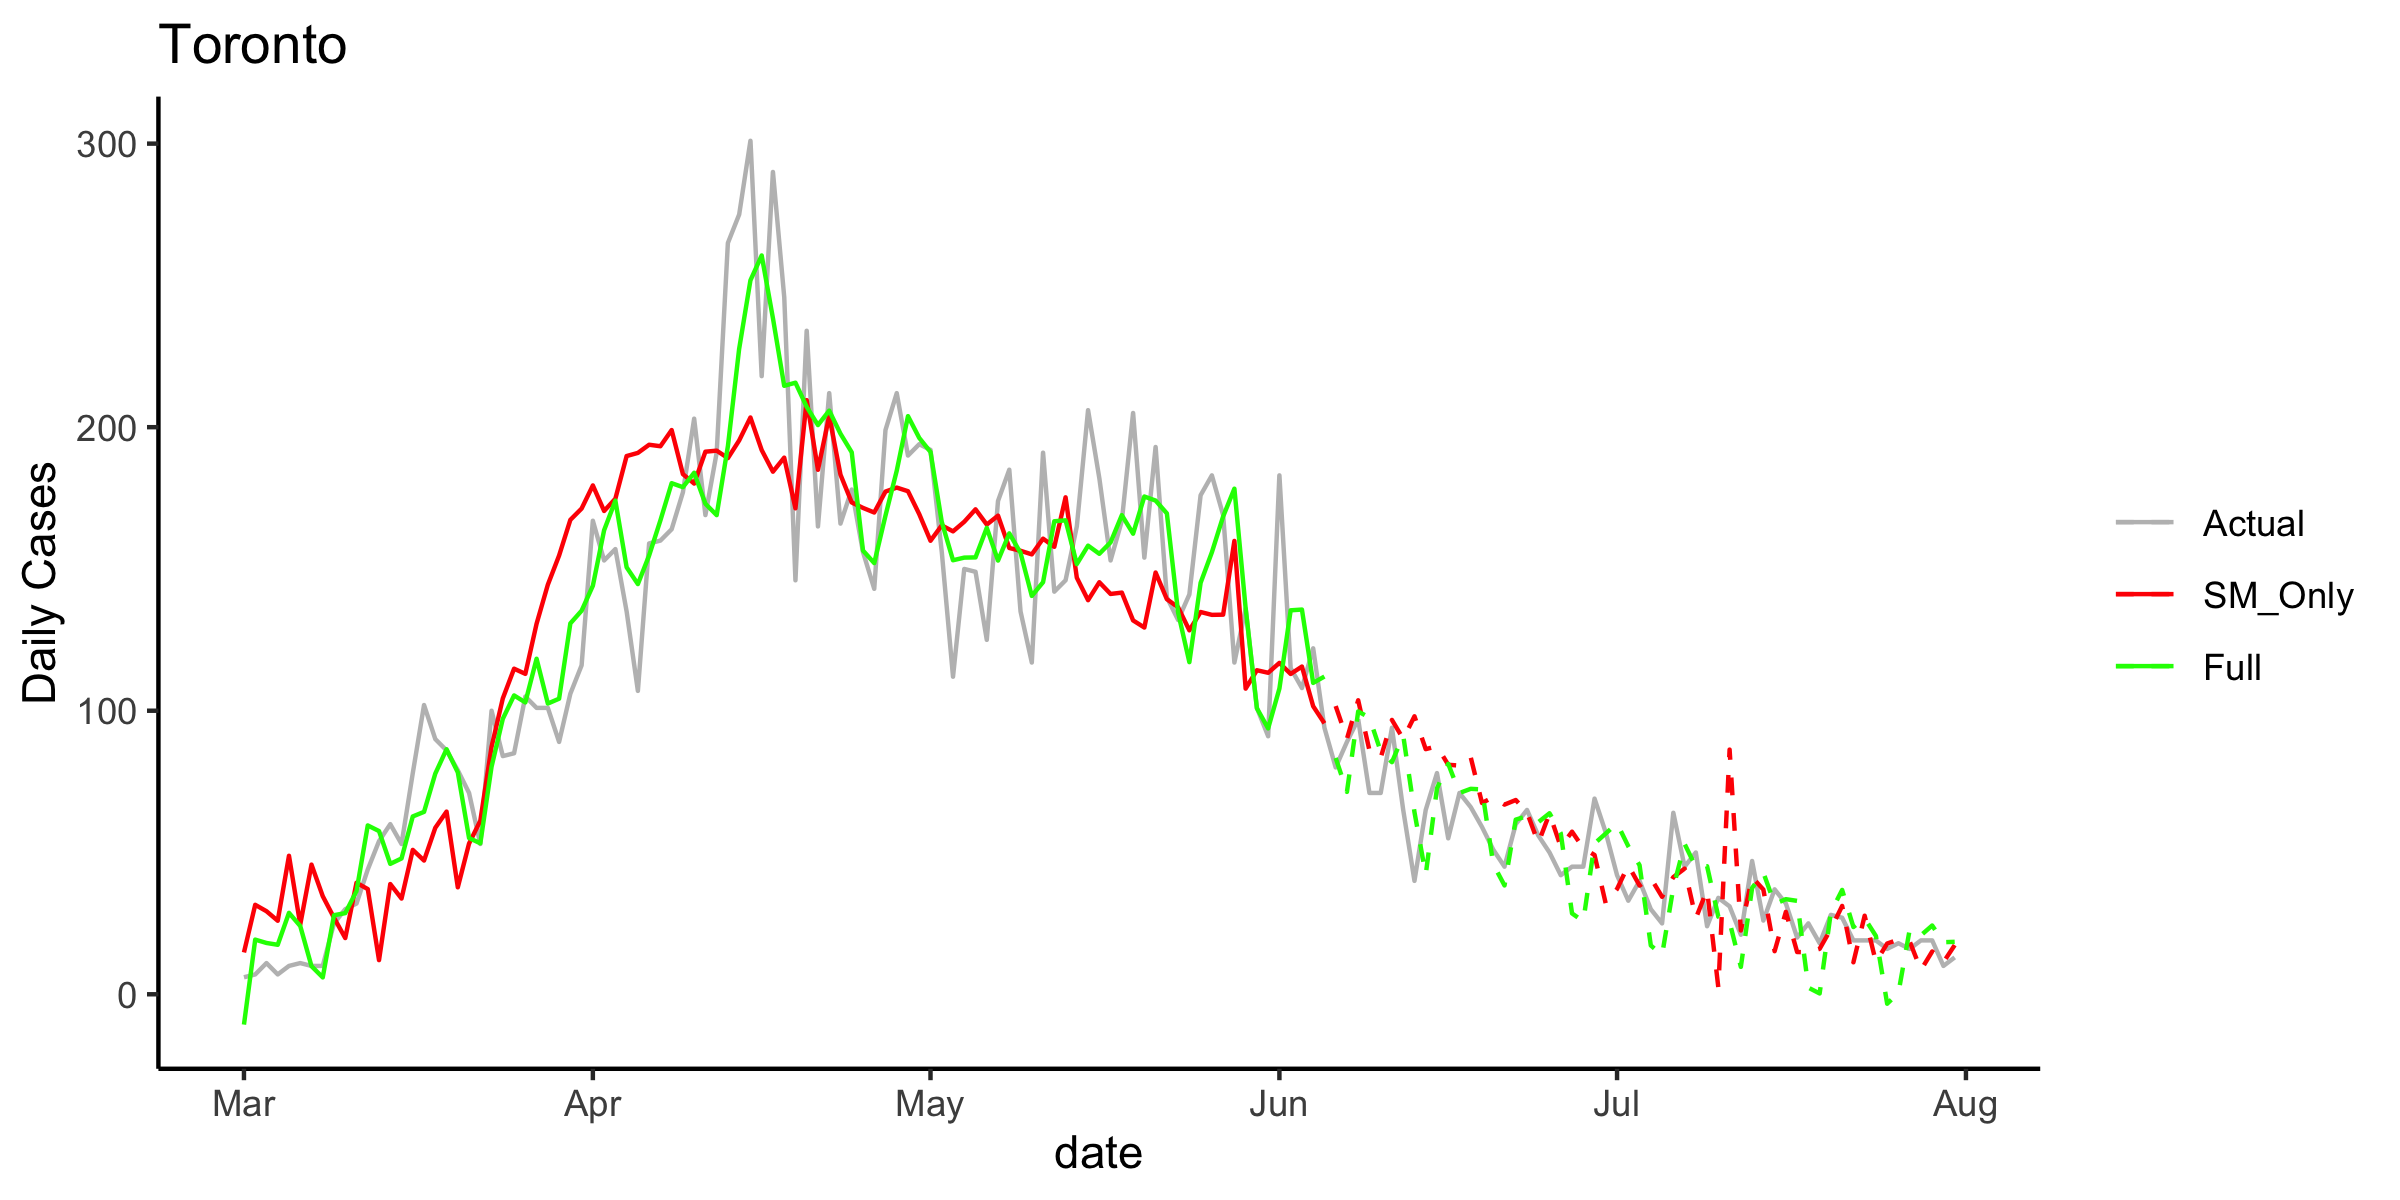 Toronto
300
200
100
0
Daily Cases
Mar Apr May Jun Jul Aug
date
Actual
SM_Only
Full